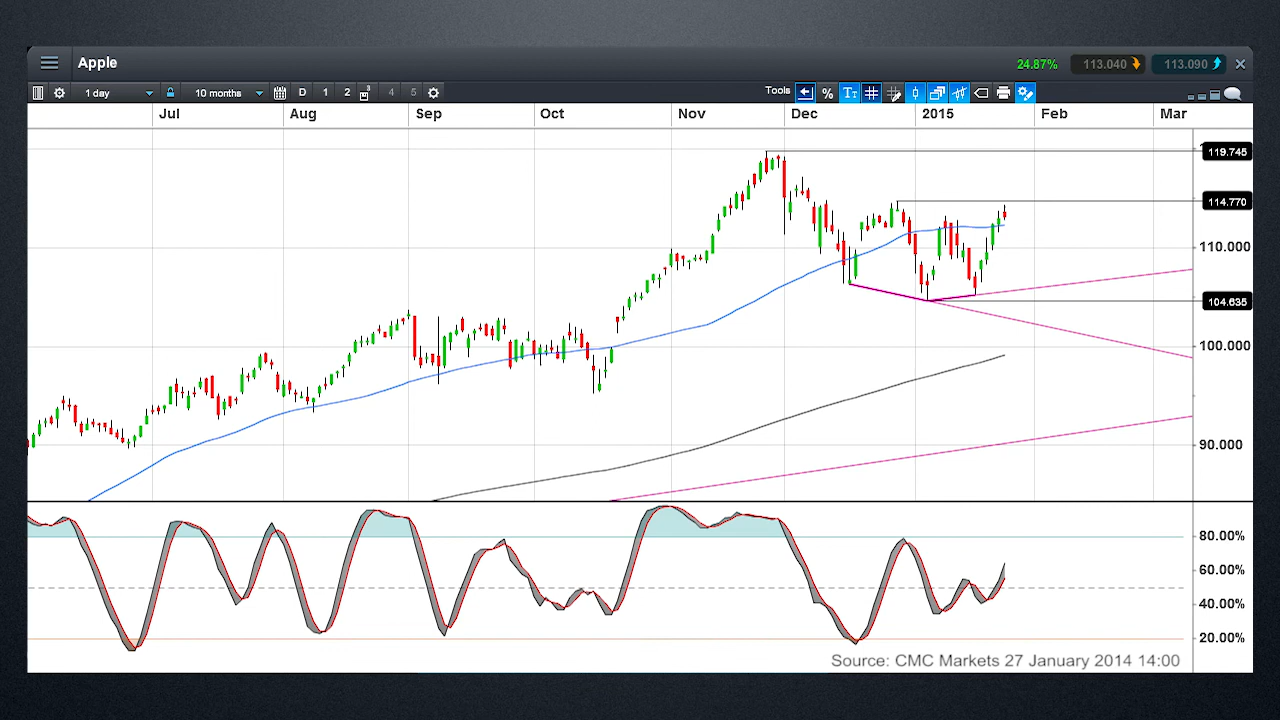 Apple
24.87% 113.040 113.090
1 day 10 months D 1 2 3 4 5 Tools % TT
Jul Aug Sep Oct Nov Dec 2015 Feb Mar
119.745
114.770
110.000
104.635
100.000
90.000
80.00%
60.00%
40.00%
20.00%
Source: CMC Markets 27 January 2014 14:00